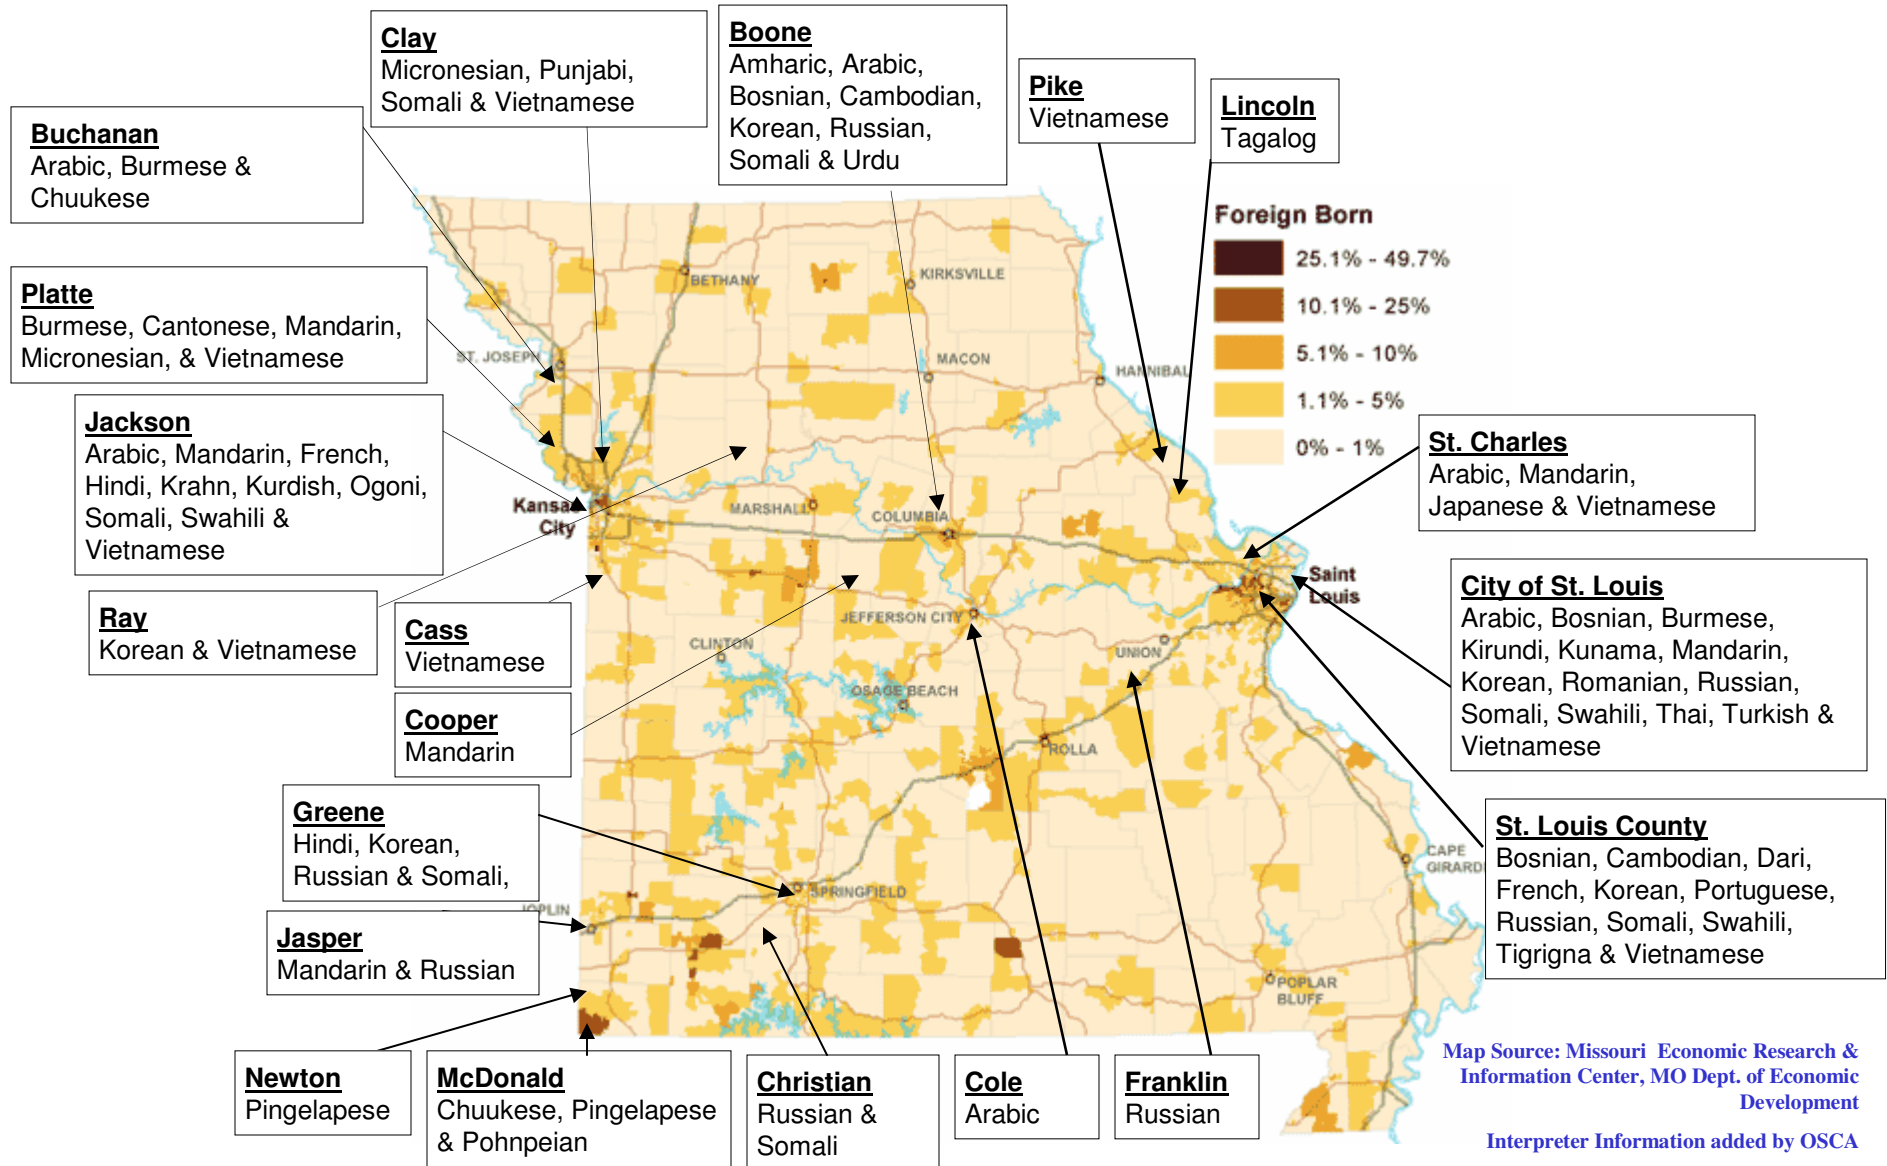 Clay
Micronesian, Punjabi,
Somali & Vietnamese
Boone
Amharic, Arabic,
Bosnian, Cambodian,
Korean, Russian,
Somali & Urdu
Pike
Vietnamese
Lincoln
Tagalog
Buchanan
Arabic, Burmese &
Chuukese
Platte
Burmese, Cantonese, Mandarin,
Micronesian, & Vietnamese
Jackson
Arabic, Mandarin, French,
Hindi, Krahn, Kurdish, Ogoni,
Somali, Swahili &
Vietnamese
Ray
Korean & Vietnamese
Cass
Vietnamese
Cooper
Mandarin
Greene
Hindi, Korean,
Russian & Somali,
Jasper
Mandarin & Russian
Newton
Pingelapese
McDonald
Chuukese, Pingelapese
& Pohnpeian
Christian
Russian &
Somali
Cole
Arabic
Franklin
Russian
Foreign Born
25.1% - 49.7%
10.1% - 25%
5.1% - 10%
1.1% - 5%
0% - 1%
St. Charles
Arabic, Mandarin,
Japanese & Vietnamese
City of St. Louis
Arabic, Bosnian, Burmese,
Kirundi, Kunama, Mandarin,
Korean, Romanian, Russian,
Somali, Swahili, Thai, Turkish &
Vietnamese
St. Louis County
Bosnian, Cambodian, Dari,
French, Korean, Portuguese,
Russian, Somali, Swahili,
Tigrigna & Vietnamese
BETHANY
KIRKSVILLE
ST. JOSEPH
MACON
HANNIBAL
Kansas
City
MARSHALL
COLUMBIA
Saint
Louis
JEFFERSON CITY
CLINTON
UNION
OSAGE BEACH
ROLLA
SPRINGFIELD
JOPLIN
CAPE
GIRARD
POPLAR
BLUFF
Map Source: Missouri Economic Research &
Information Center, MO Dept. of Economic
Development
Interpreter Information added by OSCA